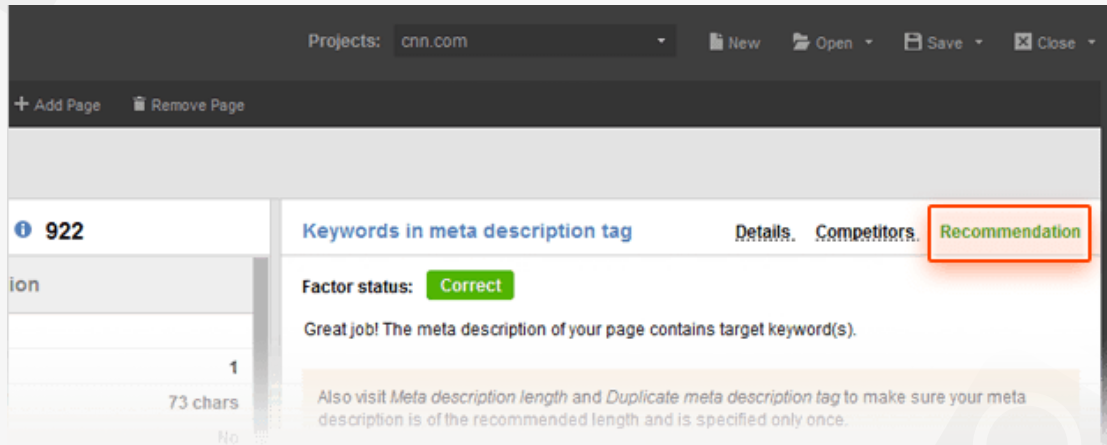 Projects: cnn.com New Open Save Close
+ Add Page Remove Page
922 Keywords in meta description tag Details Competitors Recommendation
ion Factor status: Correct
Great job! The meta description of your page contains target keyword(s).
1
73 chars
Also visit Meta description length and Duplicate meta description tag to make sure your meta
description is of the recommended length and is specified only once.
No